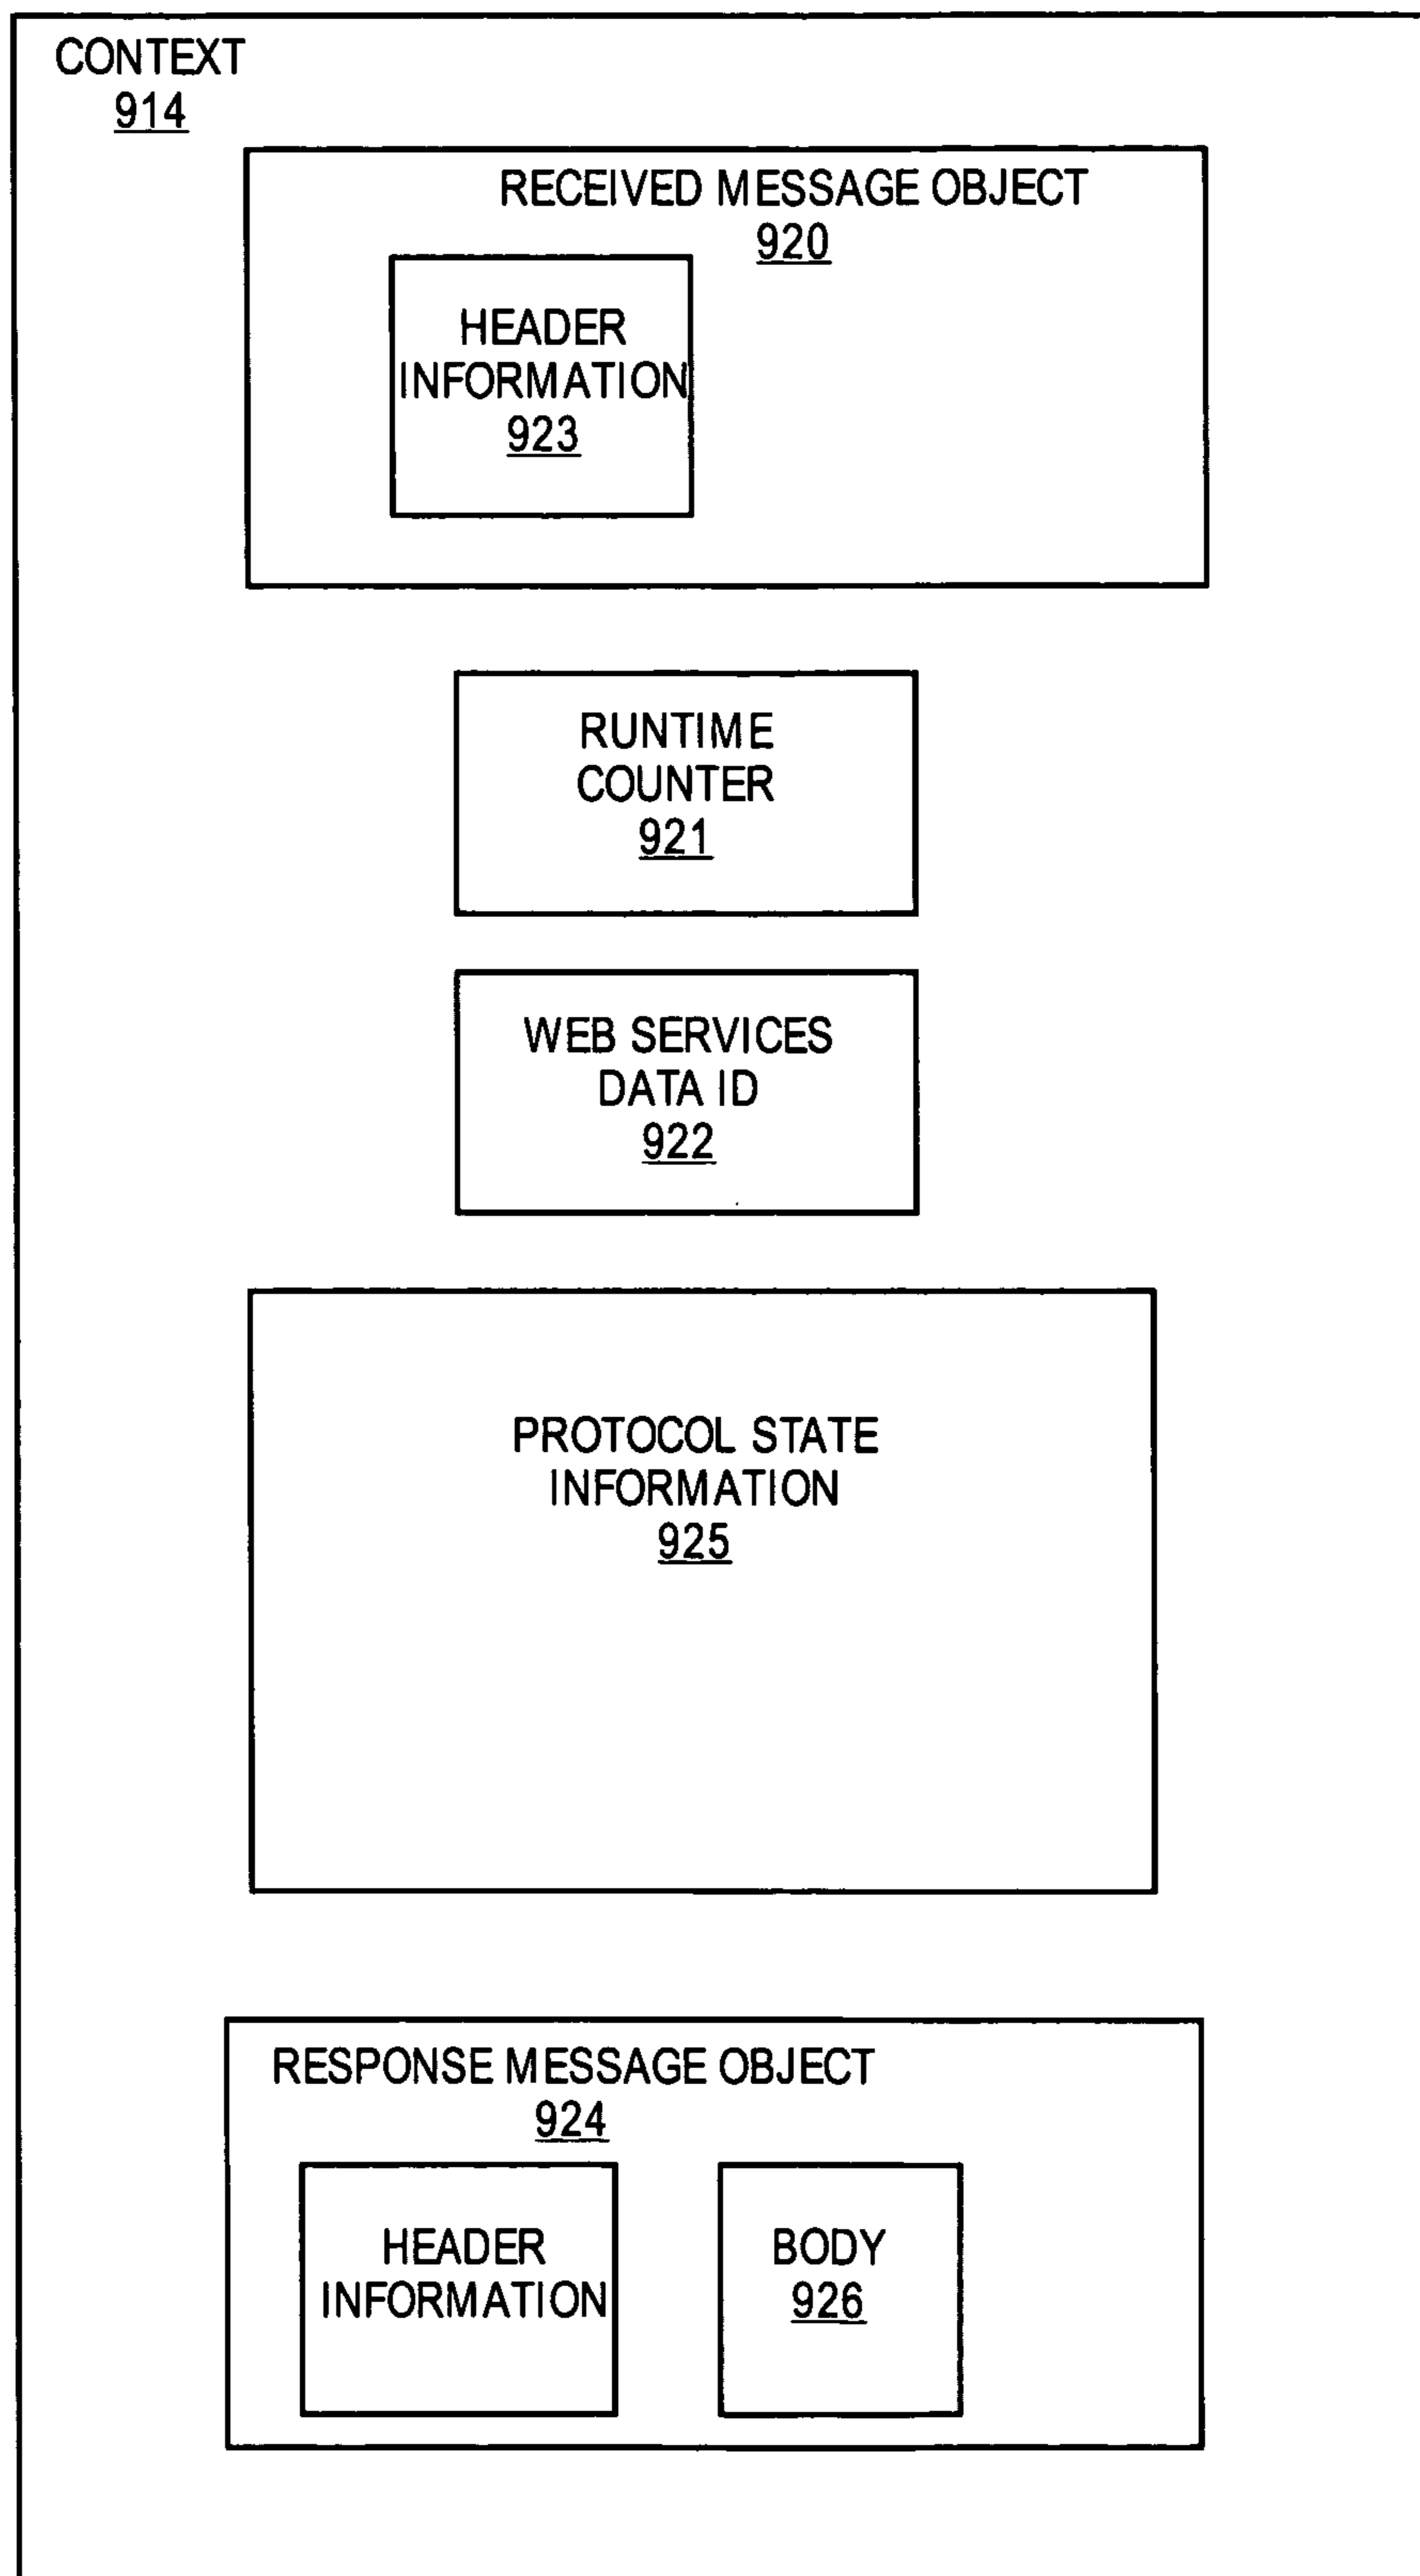 CONTEXT
914
RECEIVED MESSAGE OBJECT
920
HEADER
INFORMATION
923
RUNTIME
COUNTER
921
WEB SERVICES
DATA ID
922
PROTOCOL STATE
INFORMATION
925
RESPONSE MESSAGE OBJECT
924
HEADER
INFORMATION
BODY
926